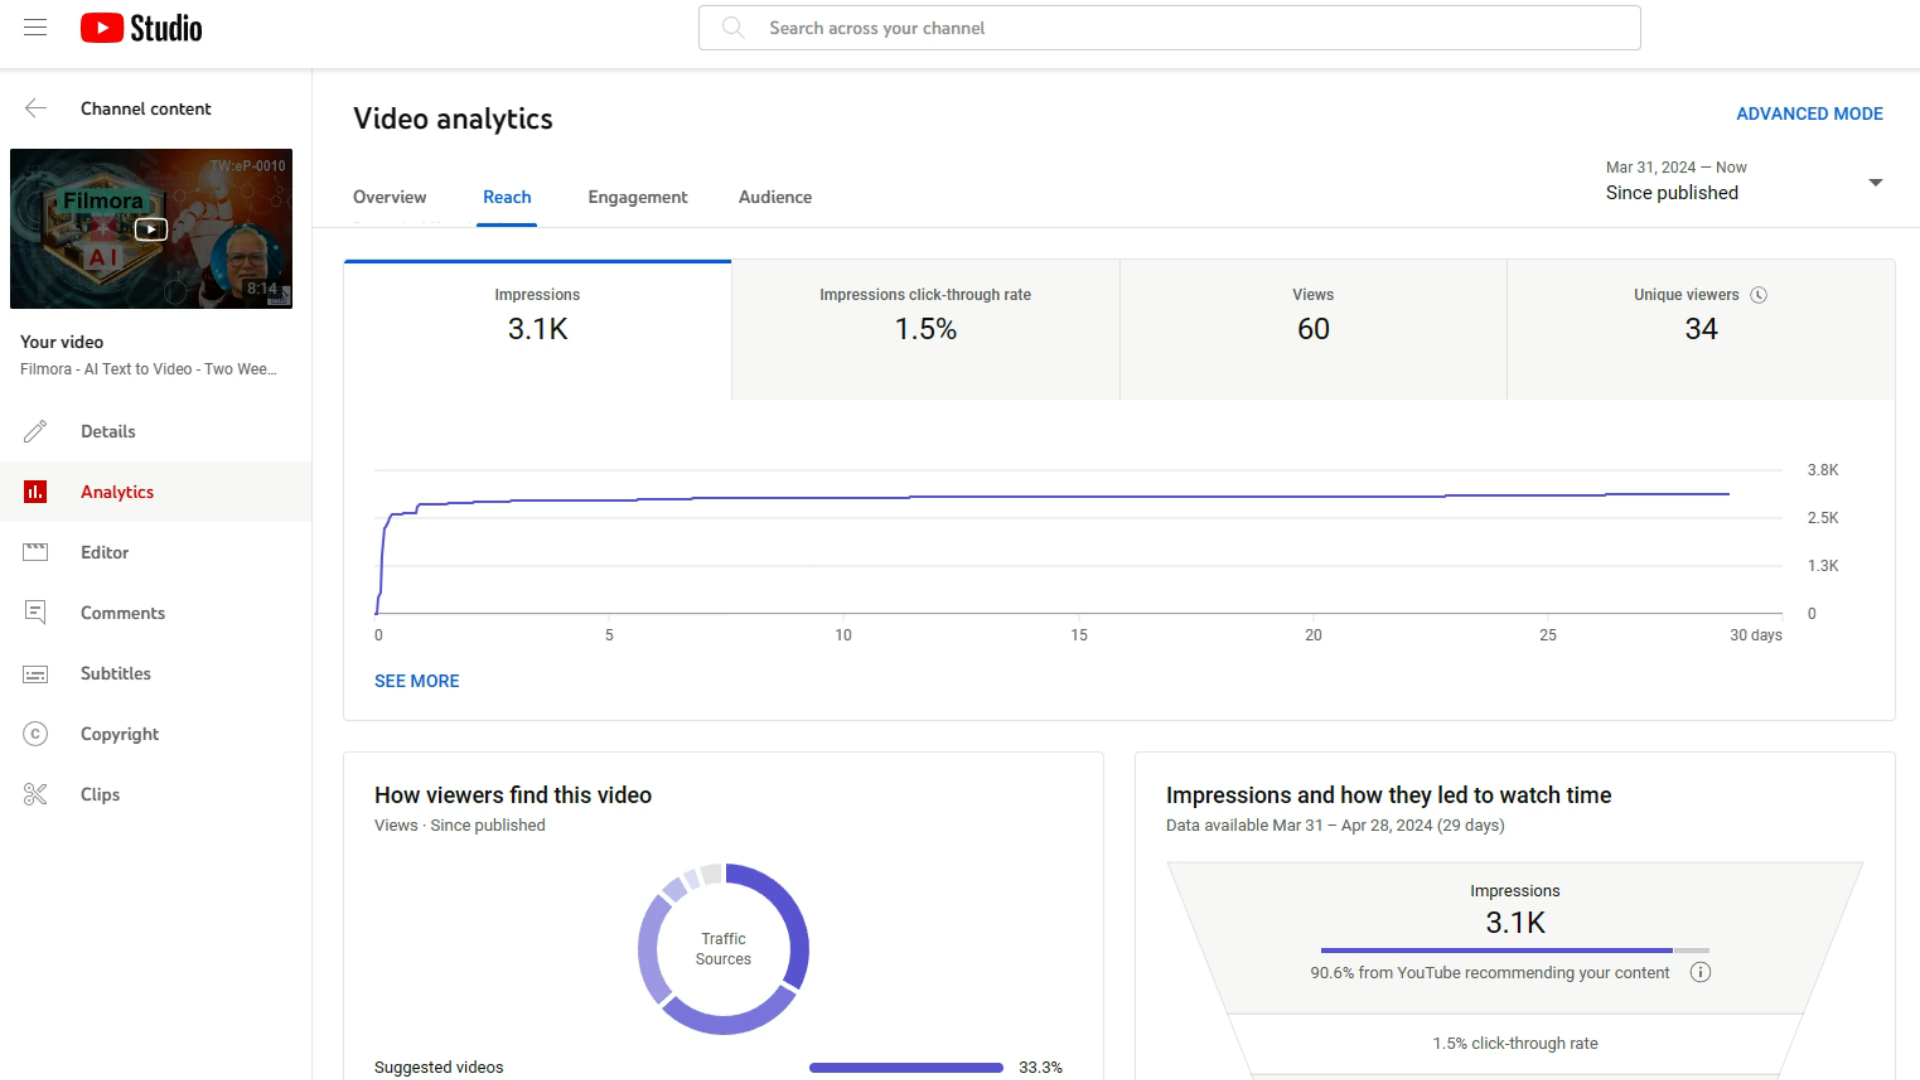 Studio
Search across your channel
Channel content
TW:eP-0010
Filmora
AI
8:14
Your video
Filmora - AI Text to Video - Two Wee...
Details
Analytics
Editor
Comments
Subtitles
Copyright
Clips
Video analytics
ADVANCED MODE
Mar 31, 2024 – Now
Since published
Overview
Reach
Engagement
Audience
Impressions
3.1K
Impressions click-through rate
1.5%
Views
60
Unique viewers
34
3.8K
2.5K
1.3K
0
0 5 10 15 20 25 30 days
SEE MORE
How viewers find this video
Views · Since published
Traffic
Sources
Suggested videos 33.3%
Impressions and how they led to watch time
Data available Mar 31 – Apr 28, 2024 (29 days)
Impressions
3.1K
90.6% from YouTube recommending your content
1.5% click-through rate